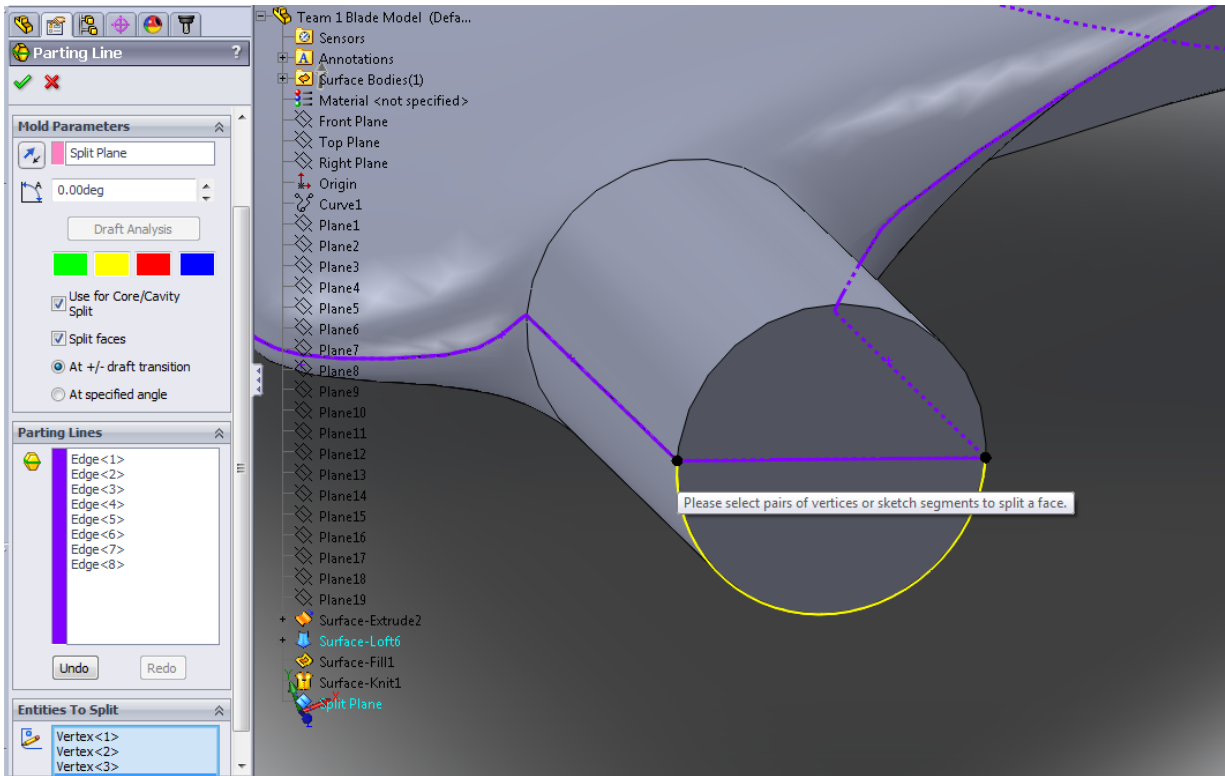 Parting Line
?
Mold Parameters
Split Plane
A
0.00deg
Draft Analysis
Use for Core/Cavity
Split
Split faces
At +/- draft transition
At specified angle
Parting Lines
Edge<1>
Edge<2>
Edge<3>
Edge<4>
Edge<5>
Edge<6>
Edge<7>
Edge<8>
Undo
Redo
Entities To Split
Vertex<1>
Vertex<2>
Vertex<3>
Team 1 Blade Model (Defa...
Sensors
A
Annotations
Surface Bodies(1)
Material <not specified>
Front Plane
Top Plane
Right Plane
Origin
Curve1
Plane1
Plane2
Plane3
Plane4
Plane5
Plane6
Plane7
Plane8
Plane9
Plane10
Plane11
Plane12
Plane13
Plane14
Plane15
Plane16
Plane17
Plane18
Plane19
Surface-Extrude2
Surface-Loft6
Surface-Fill1
Surface-Knit1
Split Plane
Y
X
Z
Please select pairs of vertices or sketch segments to split a face.